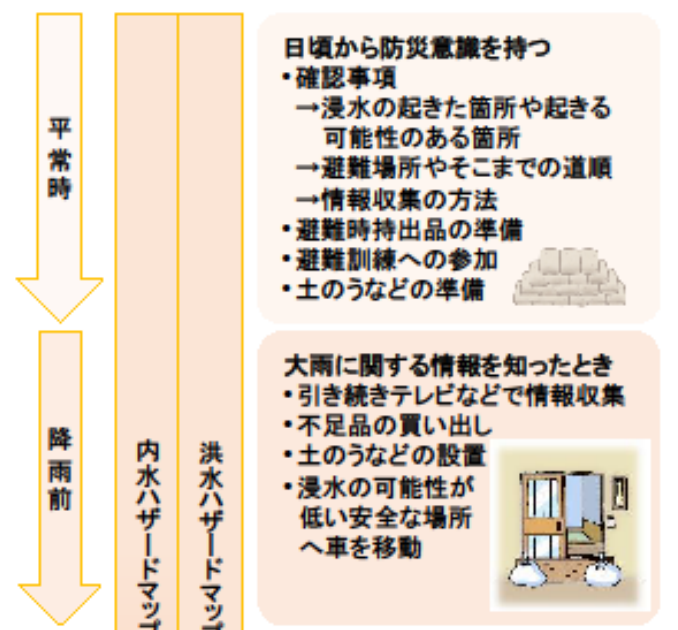 平常時
日頃から防災意識を持つ
・確認事項
→浸水の起きた箇所や起きる
可能性のある箇所
→避難場所やそこまでの道順
→情報収集の方法
・避難時持出品の準備
・避難訓練への参加
・土のうなどの準備
降雨前
内水ハザードマップ
洪水ハザードマップ
大雨に関する情報を知ったとき
・引き続きテレビなどで情報収集
・不足品の買い出し
・土のうなどの設置
・浸水の可能性が
低い安全な場所
へ車を移動